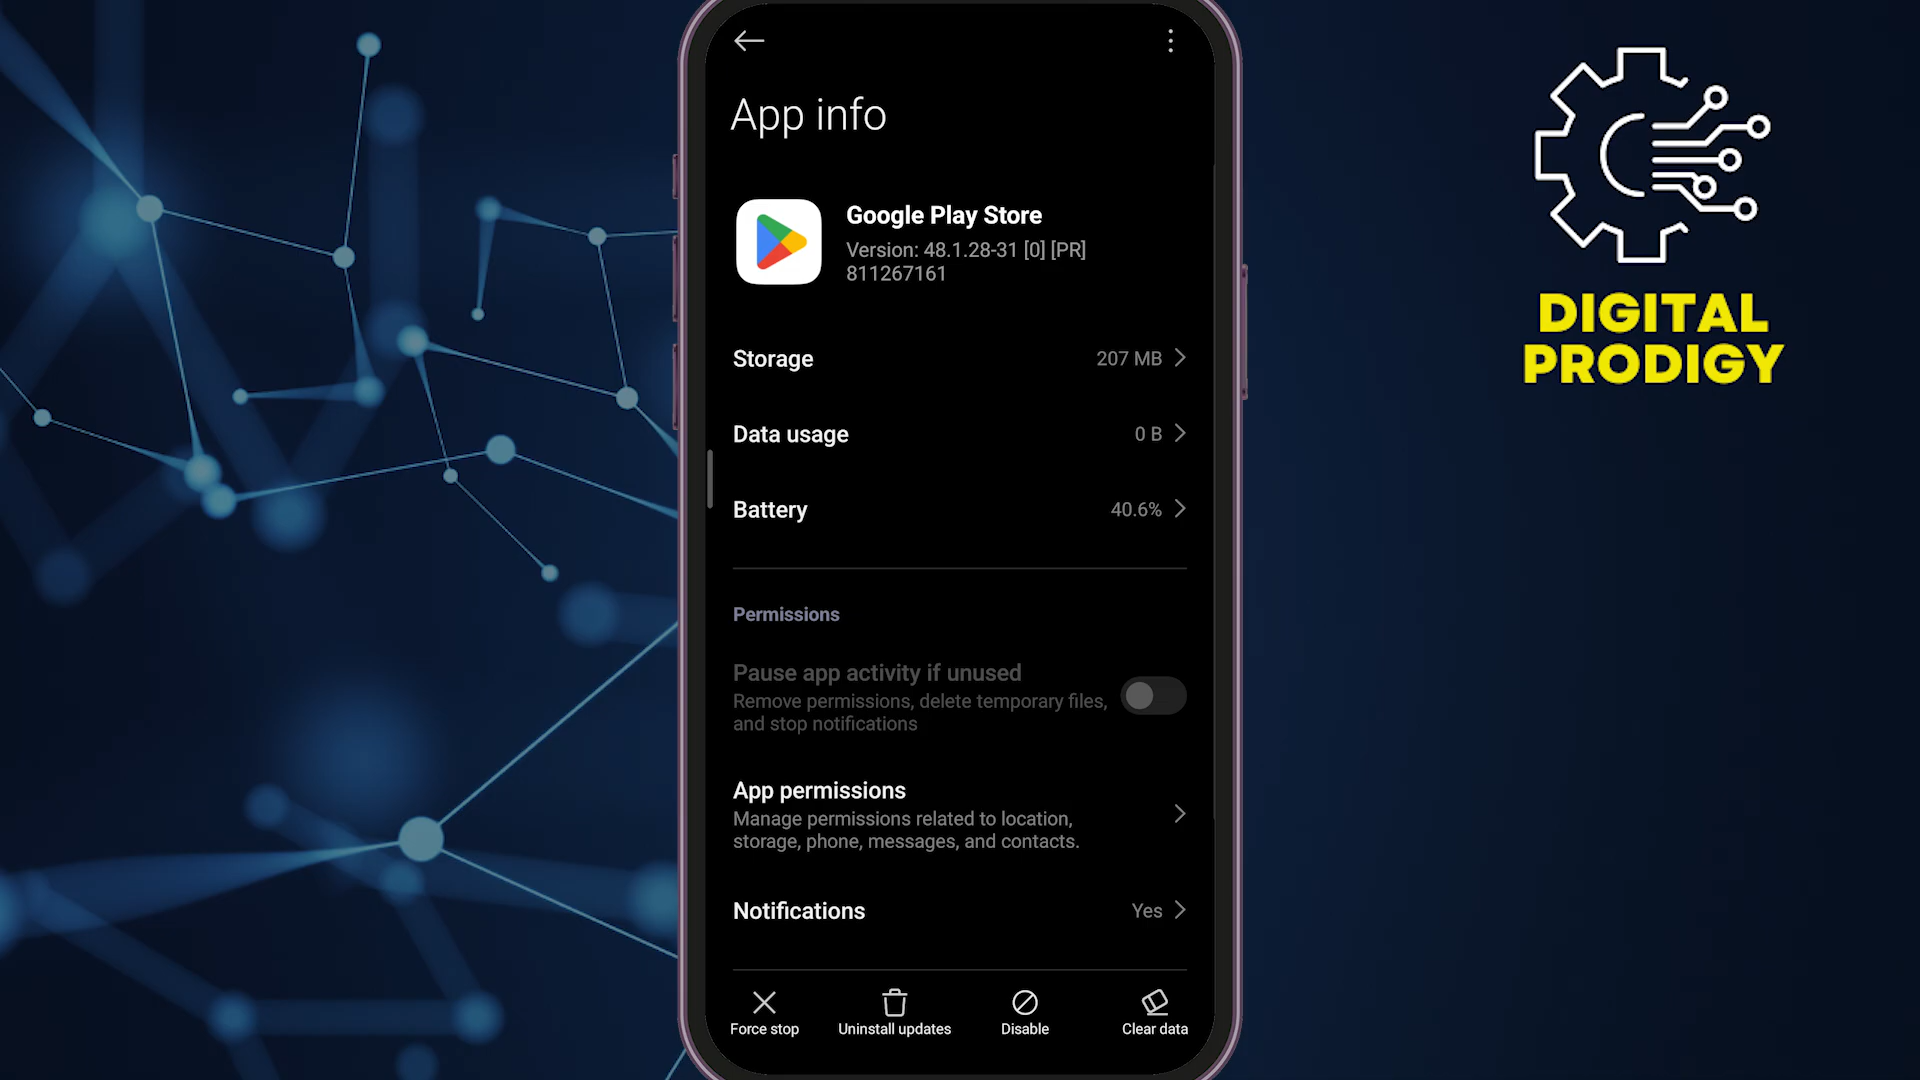 App info
Google Play Store
Version: 48.1.28-31 [0] [PR]
811267161
Storage
207 MB
Data usage
0 B
Battery
40.6%
Permissions
Pause app activity if unused
Remove permissions, delete temporary files,
and stop notifications
App permissions
Manage permissions related to location,
storage, phone, messages, and contacts.
Notifications
Yes
Force stop
Uninstall updates
Disable
Clear data
DIGITAL
PRODIGY